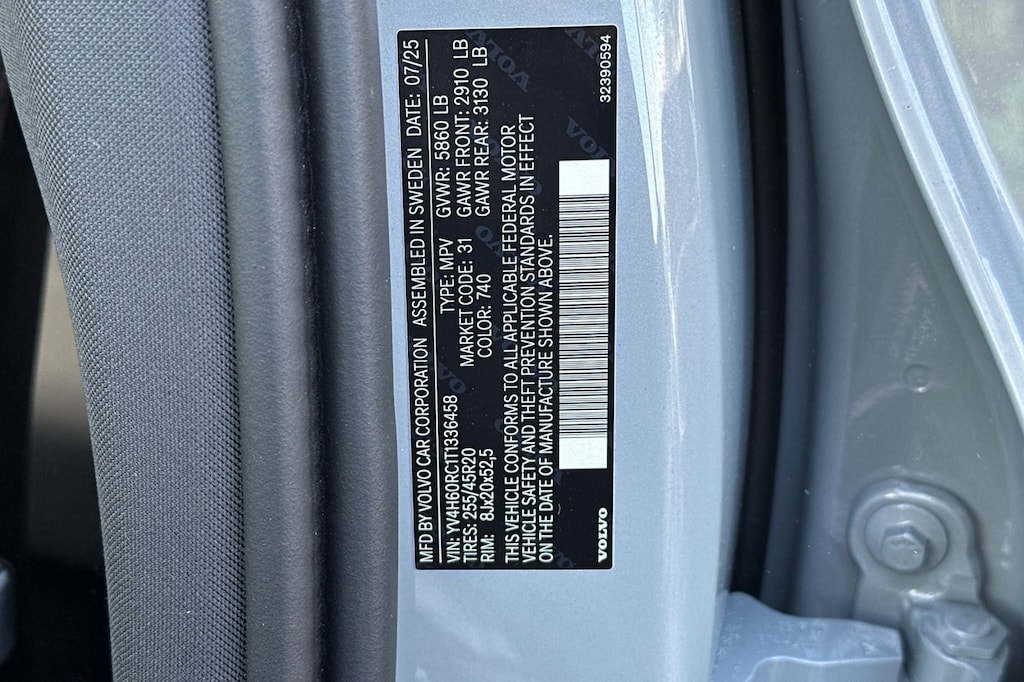 MFD BY VOLVO CAR CORPORATION ASSEMBLED IN SWEDEN DATE: 07/25
VIN: YV4H60RC1T1336458 TYPE: MPV GVWR: 5860 LB
TIRES: 255/45R20 MARKET CODE: 31 GAWR FRONT: 2910 LB
RIM: 8Jx20x52,5 COLOR: 740 GAWR REAR: 3130 LB
THIS VEHICLE CONFORMS TO ALL APPLICABLE FEDERAL MOTOR
VEHICLE SAFETY AND THEFT PREVENTION STANDARDS IN EFFECT
ON THE DATE OF MANUFACTURE SHOWN ABOVE.
VOLVO 32390594